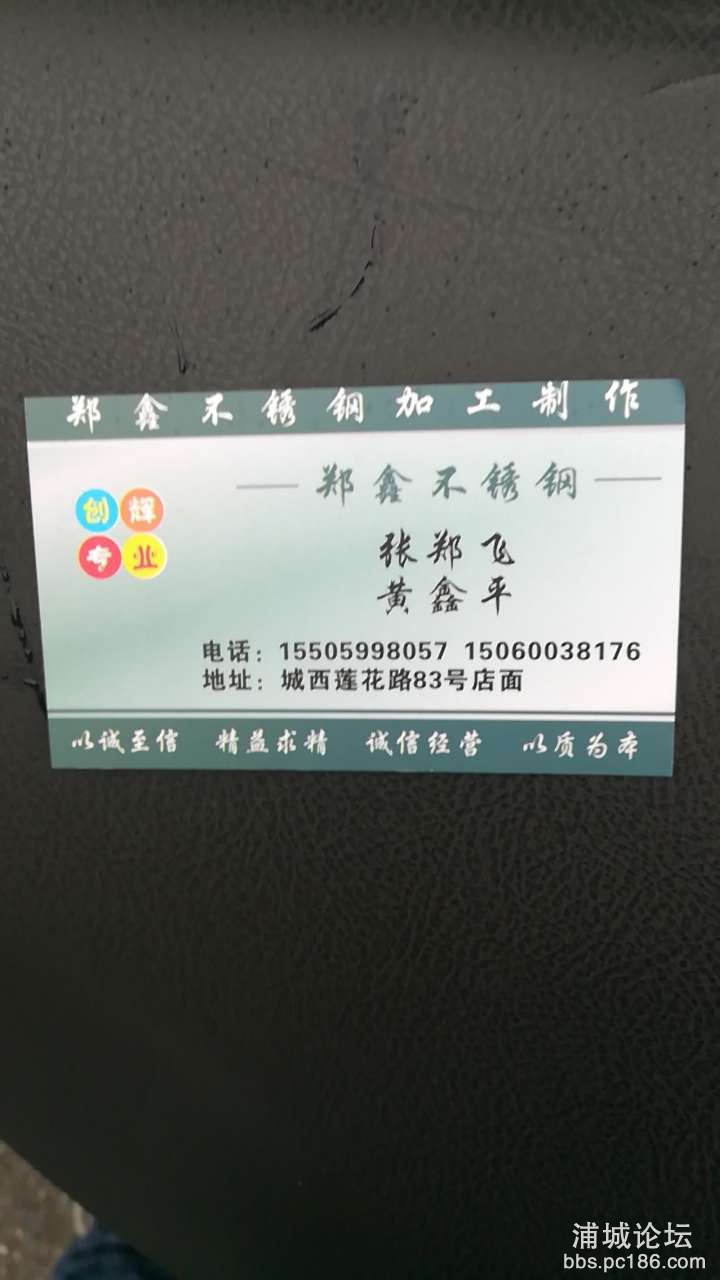 郑鑫不锈钢加工制作
郑鑫不锈钢
创辉
专业
张郑飞
黄鑫平
电话：15505998057 15060038176
地址：城西莲花路83号店面
以诚至信 精益求精 诚信经营 以质为本
浦城论坛
bbs.pc186.com